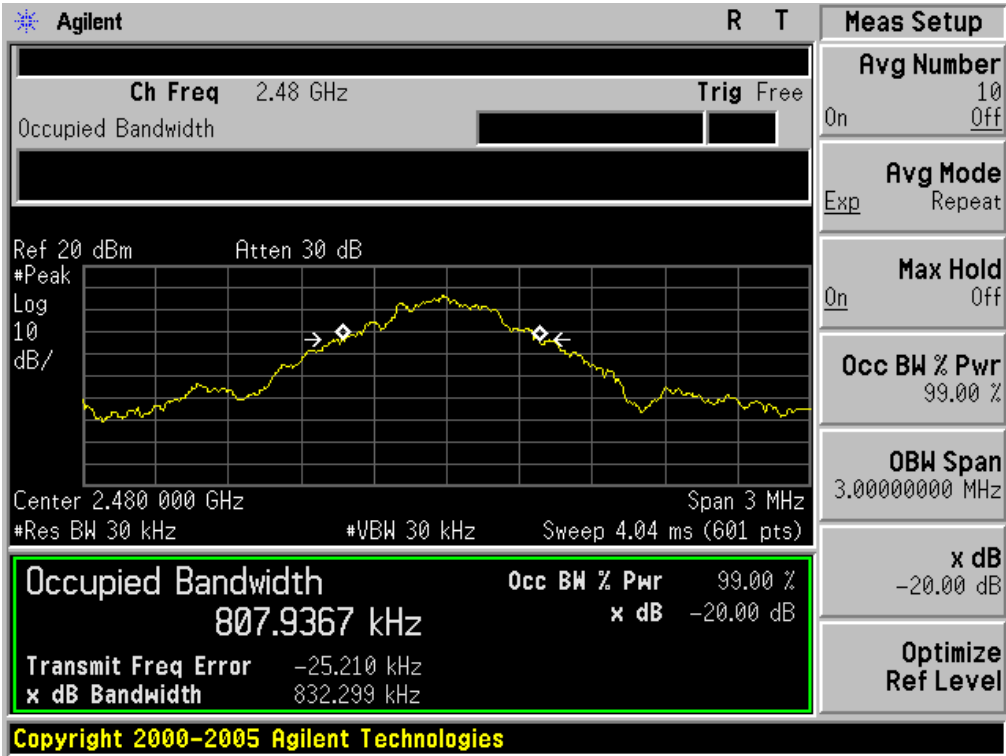 Agilent R T
Ch Freq 2.48 GHz Trig Free
Occupied Bandwidth
Ref 20 dBm Atten 30 dB
#Peak
Log
10
dB/
Center 2.480 000 GHz Span 3 MHz
#Res BW 30 kHz #VBW 30 kHz Sweep 4.04 ms (601 pts)
Occupied Bandwidth
807.9367 kHz
Occ BW % Pwr 99.00 %
x dB -20.00 dB
Transmit Freq Error -25.210 kHz
x dB Bandwidth 832.299 kHz
Copyright 2000-2005 Agilent Technologies
Meas Setup
Avg Number
10
On Off
Avg Mode
Exp Repeat
Max Hold
On Off
Occ BW % Pwr
99.00 %
OBW Span
3.00000000 MHz
x dB
-20.00 dB
Optimize
Ref Level